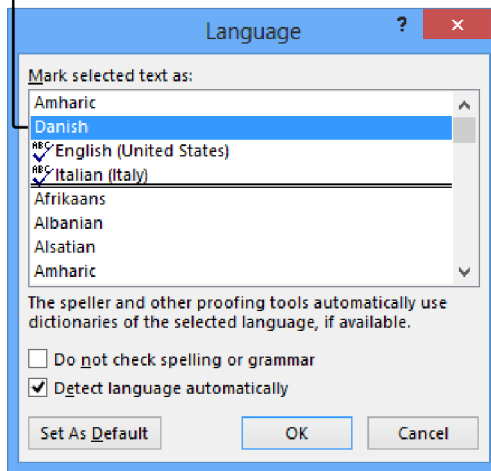 Language
?
×
Mark selected text as:
Amharic
Danish
ABC English (United States)
ABC Italian (Italy)
Afrikaans
Albanian
Alsatian
Amharic
The speller and other proofing tools automatically use
dictionaries of the selected language, if available.
Do not check spelling or grammar
Detect language automatically
Set As Default
OK
Cancel